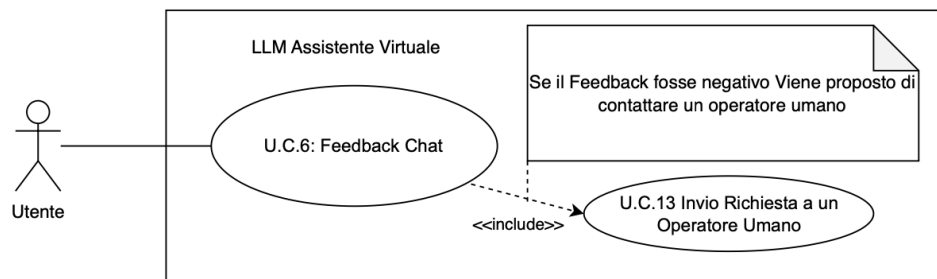 LLM Assistente Virtuale
Se il Feedback fosse negativo Viene proposto di
contattare un operatore umano
U.C.6: Feedback Chat
Utente
<<include>>
U.C.13 Invio Richiesta a un
Operatore Umano